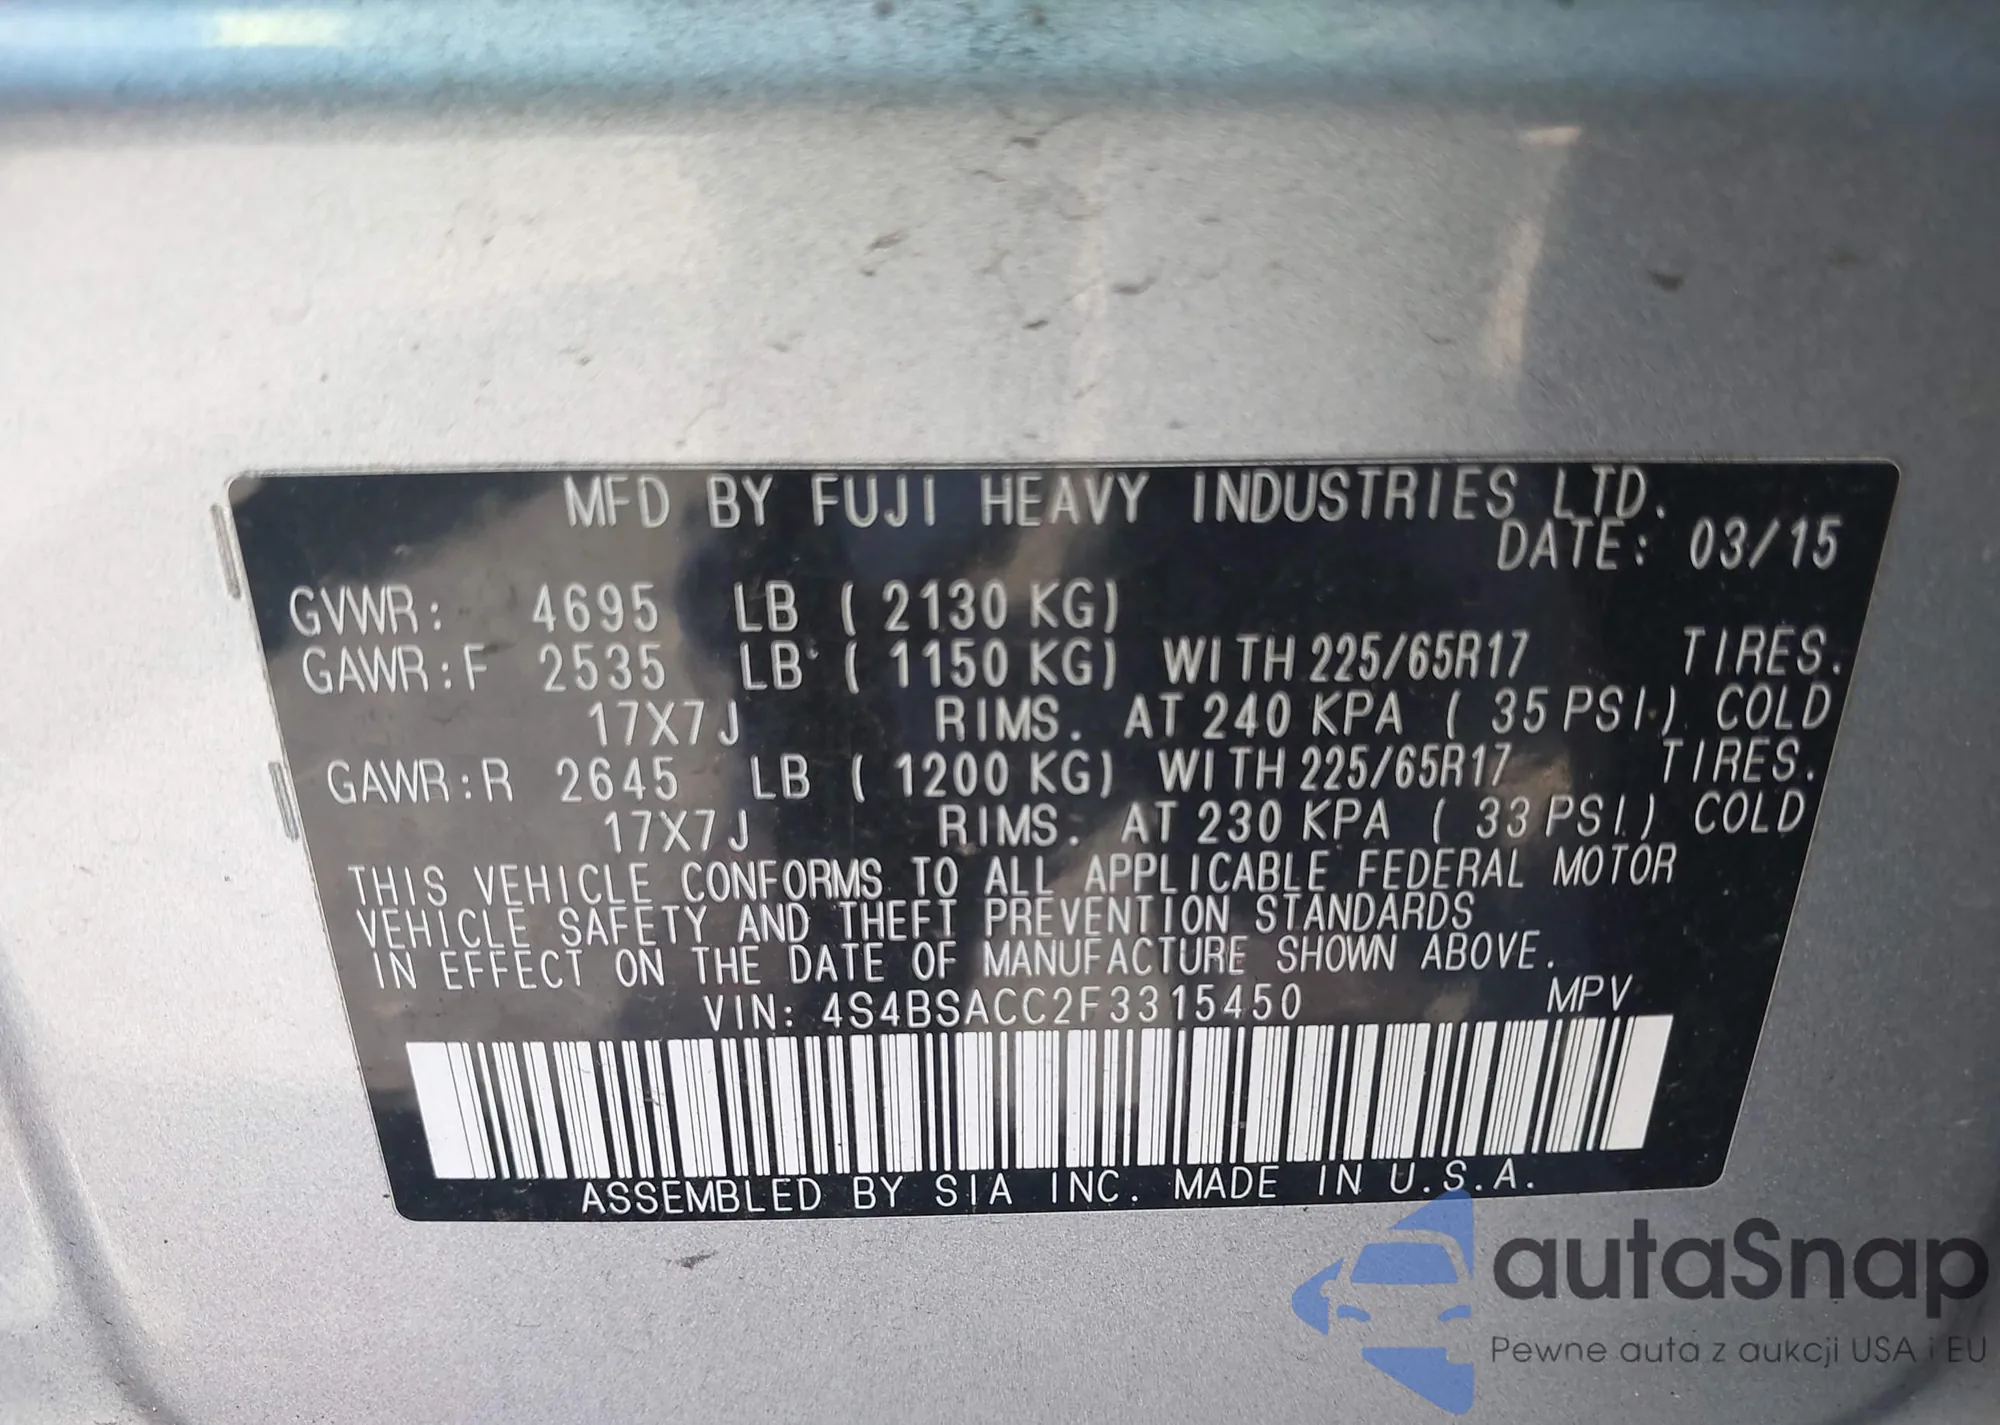 MFD BY FUJI HEAVY INDUSTRIES LTD.
DATE: 03/15
GVWR: 4695 LB ( 2130 KG)
GAWR:F 2535 LB ( 1150 KG) WITH 225/65R17 TIRES.
17X7J RIMS. AT 240 KPA ( 35 PSI.) COLD
GAWR:R 2645 LB ( 1200 KG) WITH 225/65R17 TIRES.
17X7J RIMS. AT 230 KPA ( 33 PSI.) COLD
THIS VEHICLE CONFORMS TO ALL APPLICABLE FEDERAL MOTOR
VEHICLE SAFETY AND THEFT PREVENTION STANDARDS
IN EFFECT ON THE DATE OF MANUFACTURE SHOWN ABOVE.
VIN: 4S4BSACC2F3315450 MPV
ASSEMBLED BY SIA INC. MADE IN U.S.A.
autaSnap
Pewne auta z aukcji USA i EU